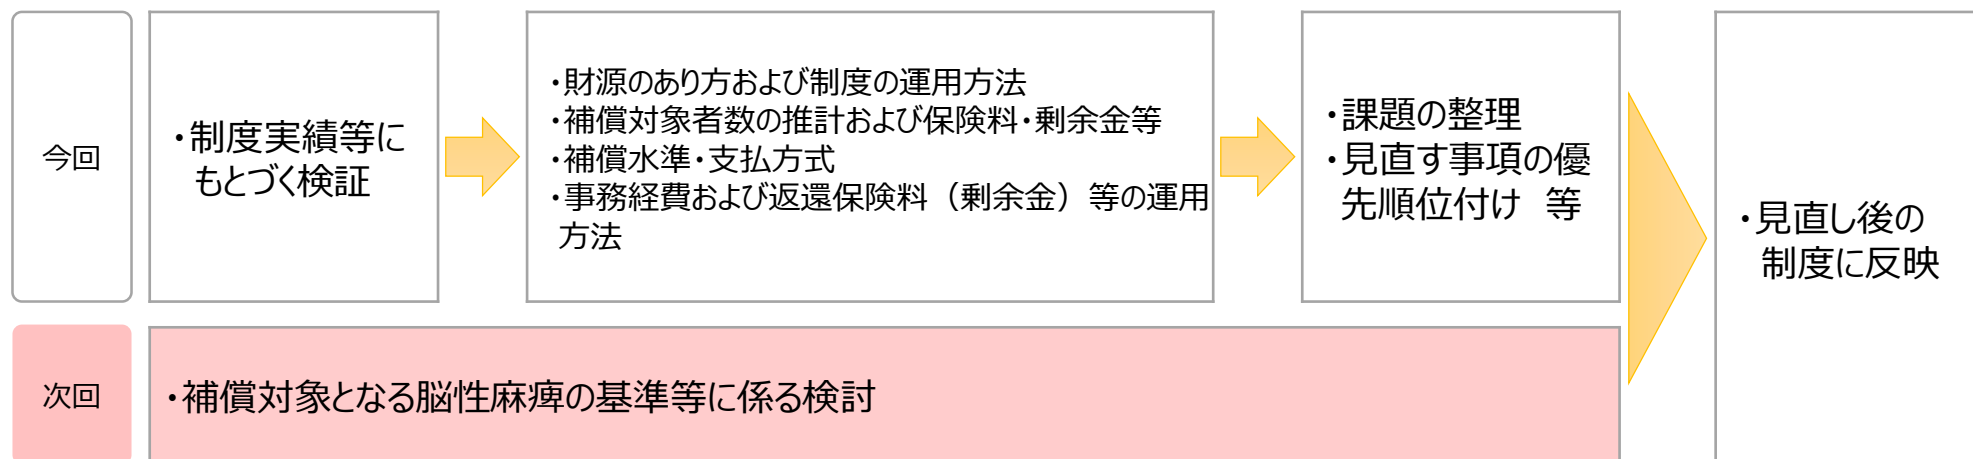 今回
・制度実績等に
もとづく検証
・財源のあり方および制度の運用方法
・補償対象者数の推計および保険料・剰余金等
・補償水準・支払方式
・事務経費および返還保険料（剰余金）等の運用
方法
・課題の整理
・見直す事項の優
先順位付け　等
・見直し後の
制度に反映
次回
・補償対象となる脳性麻痺の基準等に係る検討